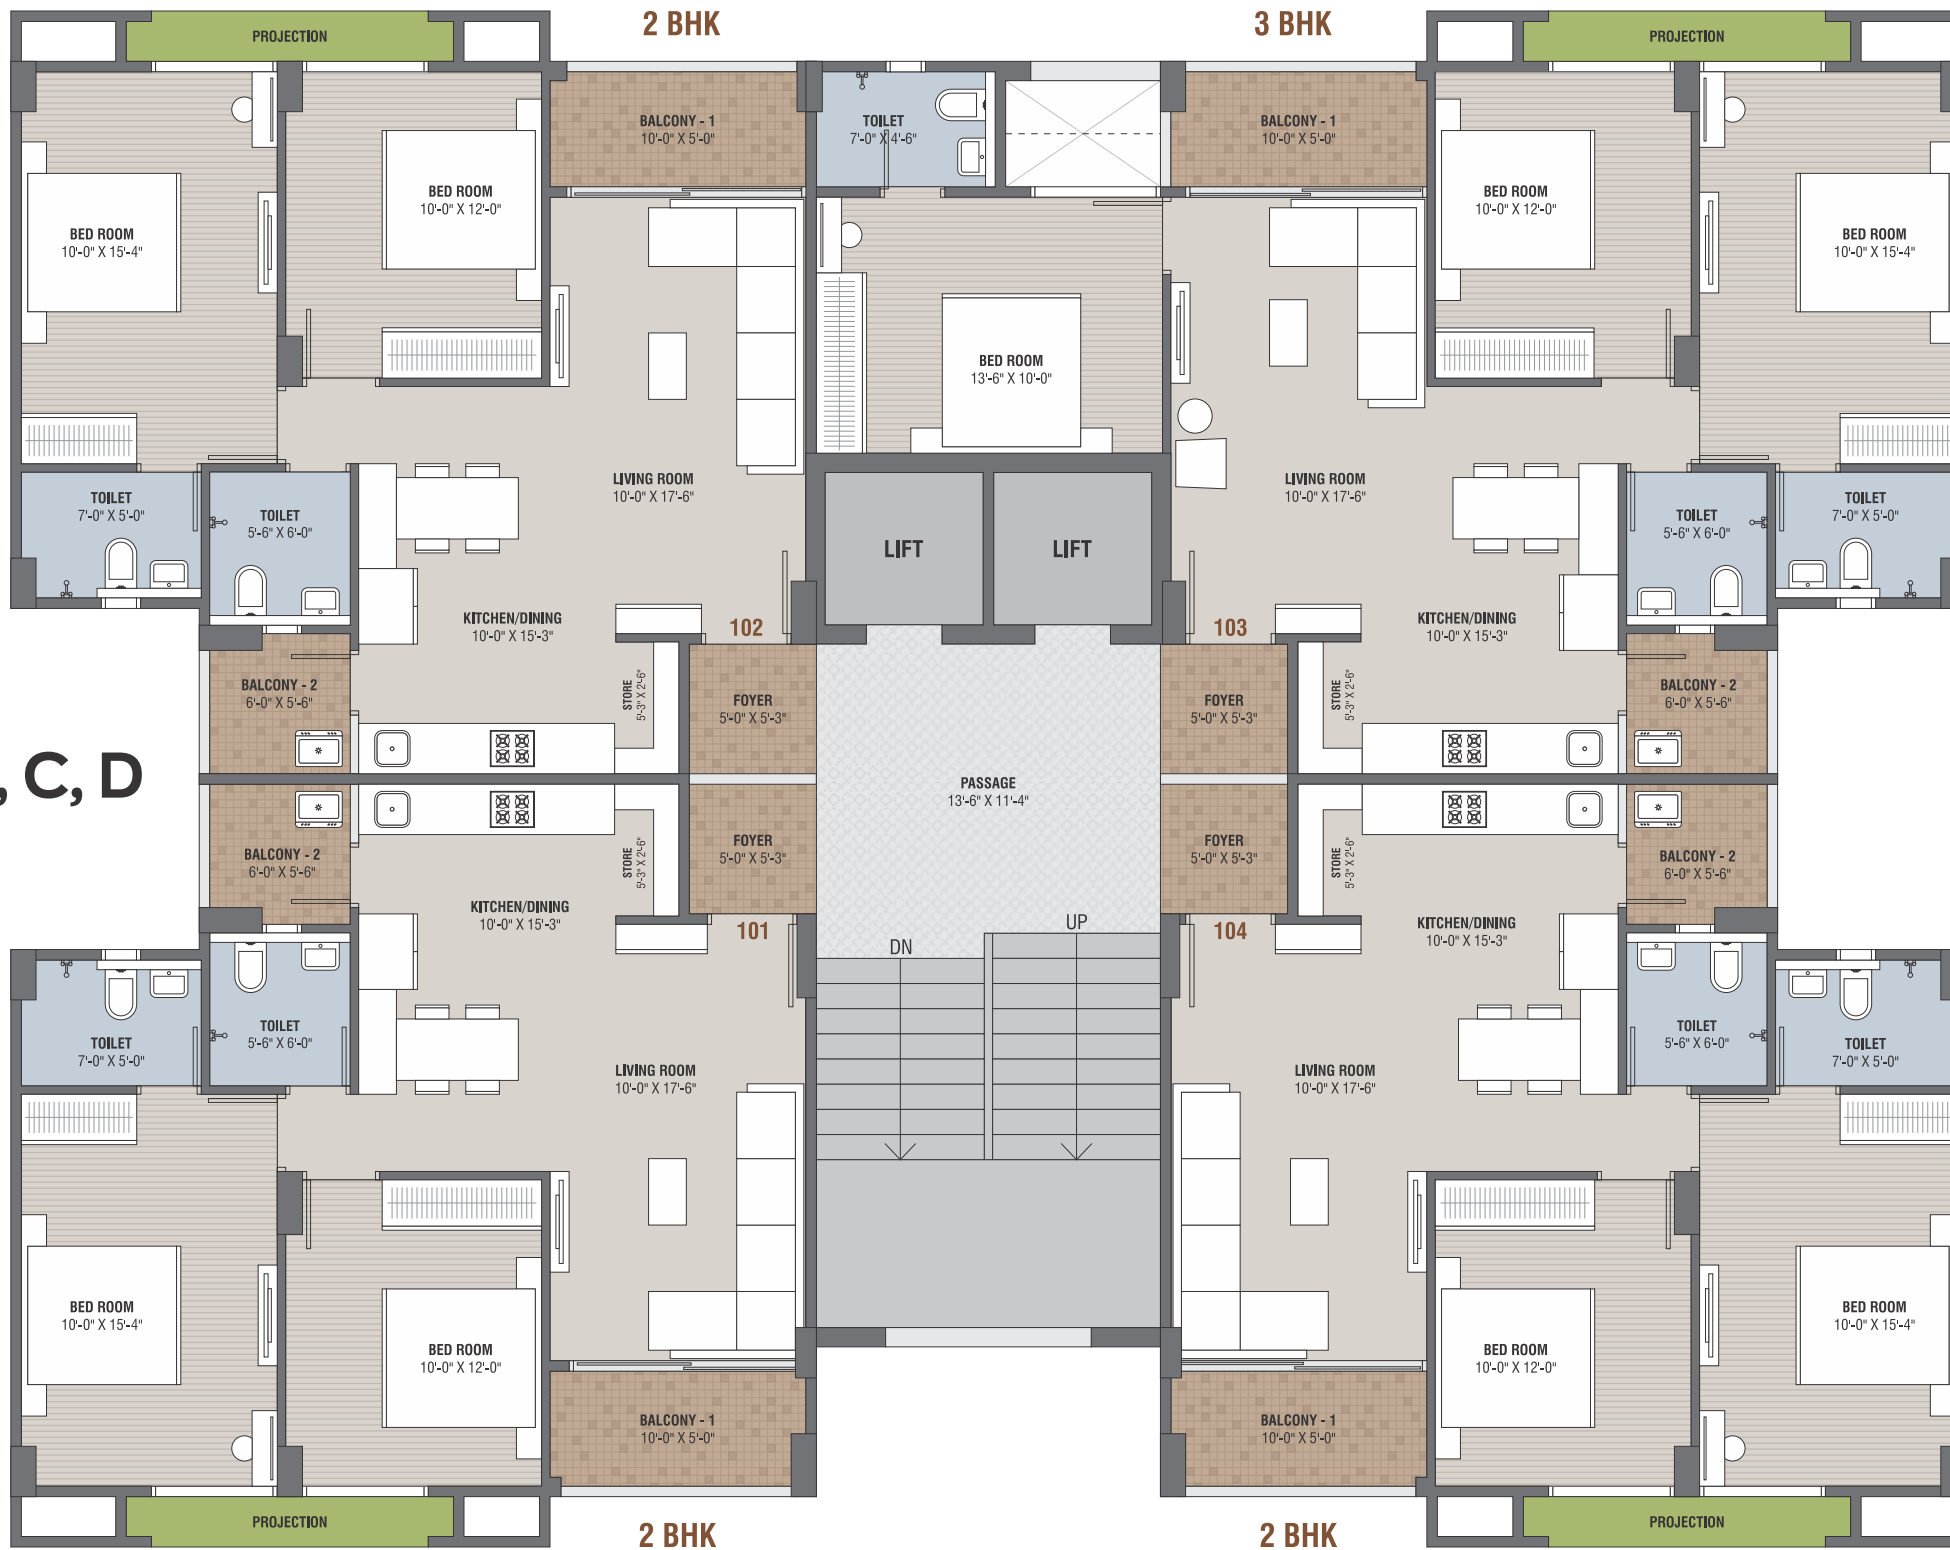 2 BHK
3 BHK
PROJECTION
PROJECTION
BALCONY - 1
10'-0" X 5'-0"
TOILET
7'-0" X 4'-6"
BALCONY - 1
10'-0" X 5'-0"
BED ROOM
10'-0" X 15'-4"
BED ROOM
10'-0" X 12'-0"
BED ROOM
10'-0" X 12'-0"
BED ROOM
10'-0" X 15'-4"
BED ROOM
13'-6" X 10'-0"
LIVING ROOM
10'-0" X 17'-6"
LIVING ROOM
10'-0" X 17'-6"
TOILET
7'-0" X 5'-0"
TOILET
5'-6" X 6'-0"
LIFT
LIFT
TOILET
5'-6" X 6'-0"
TOILET
7'-0" X 5'-0"
KITCHEN/DINING
10'-0" X 15'-3"
102
103
KITCHEN/DINING
10'-0" X 15'-3"
BALCONY - 2
6'-0" X 5'-6"
STORE
5'-3" X 2'-6"
FOYER
5'-0" X 5'-3"
FOYER
5'-0" X 5'-3"
STORE
5'-3" X 2'-6"
BALCONY - 2
6'-0" X 5'-6"
, C, D
PASSAGE
13'-6" X 11'-4"
BALCONY - 2
6'-0" X 5'-6"
STORE
5'-3" X 2'-6"
FOYER
5'-0" X 5'-3"
FOYER
5'-0" X 5'-3"
STORE
5'-3" X 2'-6"
BALCONY - 2
6'-0" X 5'-6"
KITCHEN/DINING
10'-0" X 15'-3"
101
DN
UP
104
KITCHEN/DINING
10'-0" X 15'-3"
TOILET
7'-0" X 5'-0"
TOILET
5'-6" X 6'-0"
TOILET
5'-6" X 6'-0"
TOILET
7'-0" X 5'-0"
LIVING ROOM
10'-0" X 17'-6"
LIVING ROOM
10'-0" X 17'-6"
BED ROOM
10'-0" X 15'-4"
BED ROOM
10'-0" X 12'-0"
BED ROOM
10'-0" X 12'-0"
BED ROOM
10'-0" X 15'-4"
BALCONY - 1
10'-0" X 5'-0"
BALCONY - 1
10'-0" X 5'-0"
PROJECTION
PROJECTION
2 BHK
2 BHK